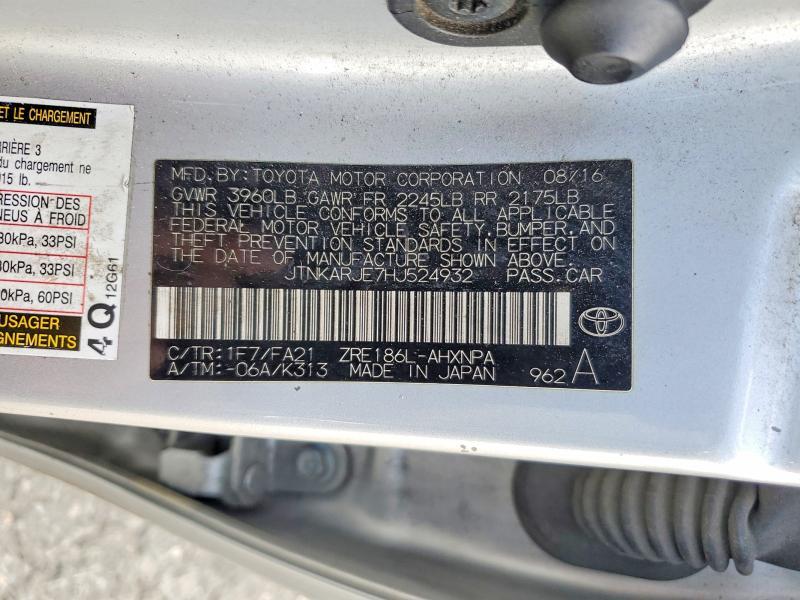 ET LE CHARGEMENT
RRIÈRE 3
du chargement ne
915 lb.
RESSION DES
NEUS À FROID
30kPa, 33PSI
30kPa, 33PSI
0kPa, 60PSI
USAGER
GNEMENTS
4Q 12G61
MFD. BY: TOYOTA MOTOR CORPORATION 08/16
GVWR 3960LB GAWR FR 2245LB RR 2175LB
THIS VEHICLE CONFORMS TO ALL APPLICABLE
FEDERAL MOTOR VEHICLE SAFETY, BUMPER, AND
THEFT PREVENTION STANDARDS IN EFFECT ON
THE DATE OF MANUFACTURE SHOWN ABOVE.
JTNKARJE7HJ524932 PASS. CAR
C/TR: 1F7/FA21 ZRE186L-AHXNPA
A/TM: -06A/K313 MADE IN JAPAN 962 A